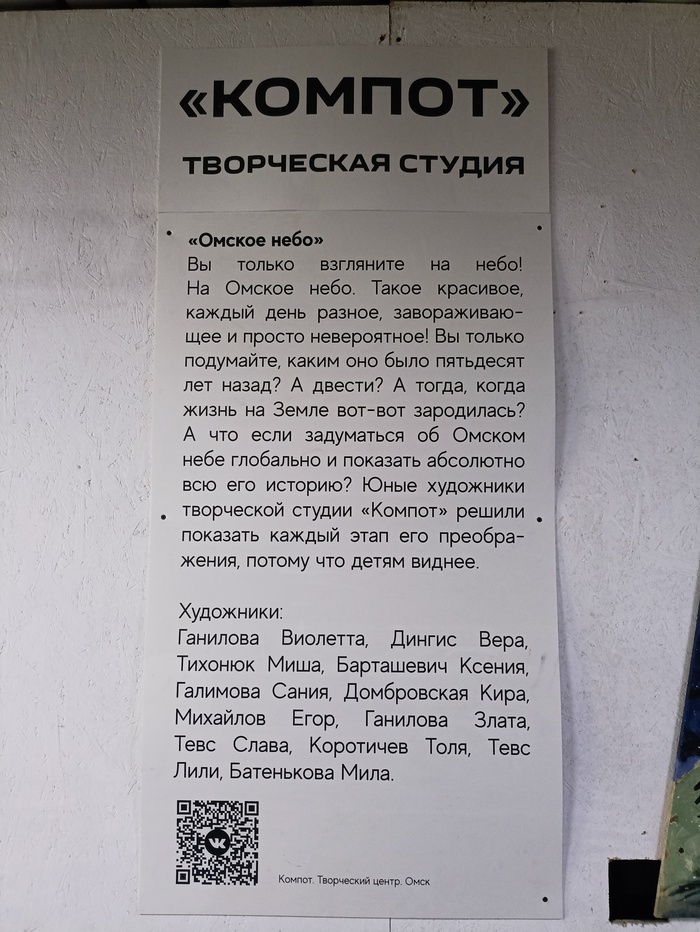 «КОМПОТ»
ТВОРЧЕСКАЯ СТУДИЯ
«Омское небо»
Вы только взгляните на небо!
На Омское небо. Такое красивое,
каждый день разное, завораживаю-
щее и просто невероятное! Вы только
подумайте, каким оно было пятьдесят
лет назад? А двести? А тогда, когда
жизнь на Земле вот-вот зародилась?
А что если задуматься об Омском
небе глобально и показать абсолютно
всю его историю? Юные художники
творческой студии «Компот» решили
показать каждый этап его преобра-
жения, потому что детям виднее.
Художники:
Ганилова Виолетта, Дингис Вера,
Тихонюк Миша, Барташевич Ксения,
Галимова Сания, Домбровская Кира,
Михайлов Егор, Ганилова Злата,
Тевс Слава, Коротичев Толя, Тевс
Лили, Батенькова Мила.
Компот. Творческий центр. Омск